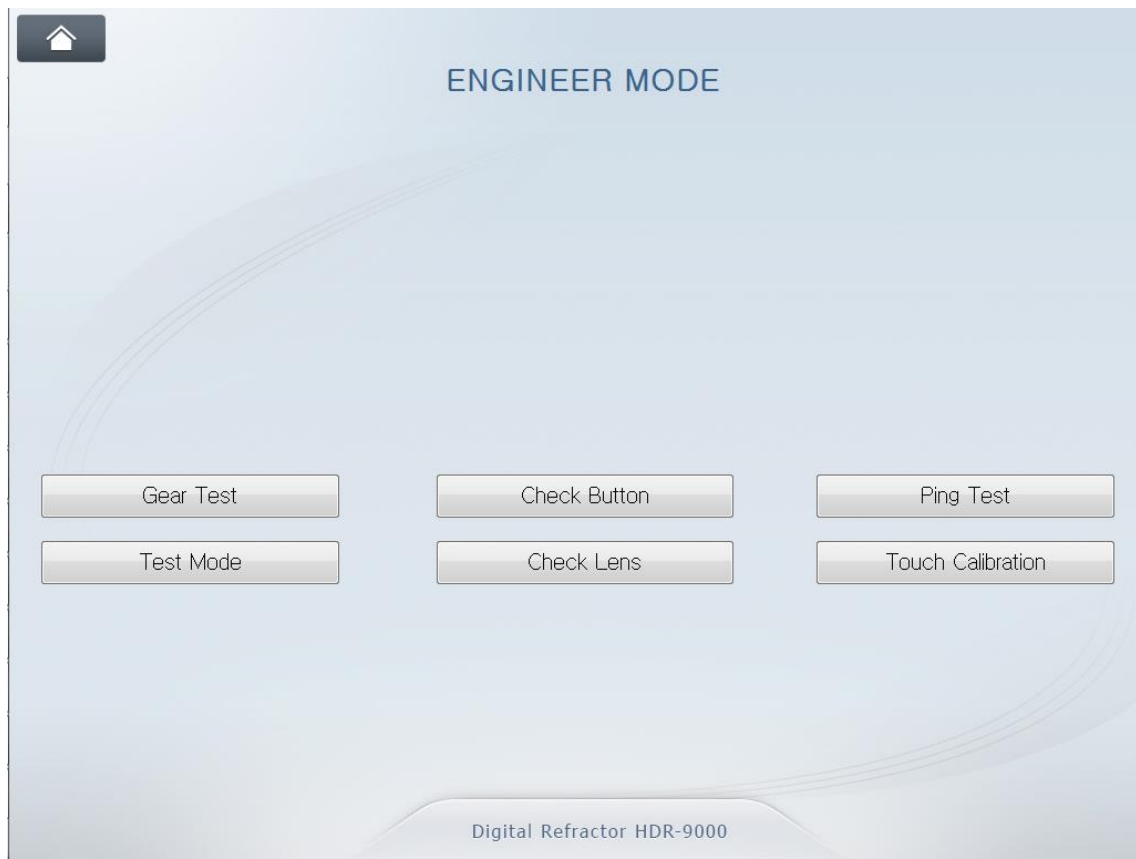 ENGINEER MODE
Gear Test
Check Button
Ping Test
Test Mode
Check Lens
Touch Calibration
Digital Refractor HDR-9000